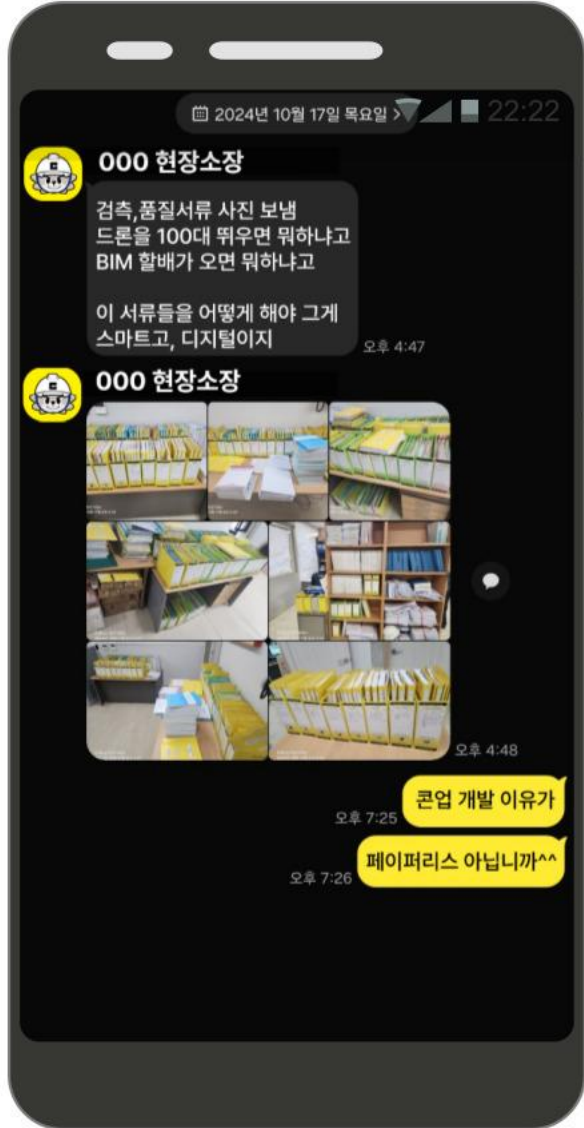 2024년 10월 17일 목요일 >
22:22
000 현장소장
검측,품질서류 사진 보냄
드론을 100대 띄우면 뭐하냐고
BIM 할배가 오면 뭐하냐고
이 서류들을 어떻게 해야 그게
스마트고, 디지털이지
오후 4:47
000 현장소장
오후 4:48
콘업 개발 이유가
오후 7:25
페이퍼리스 아닙니까^^
오후 7:26